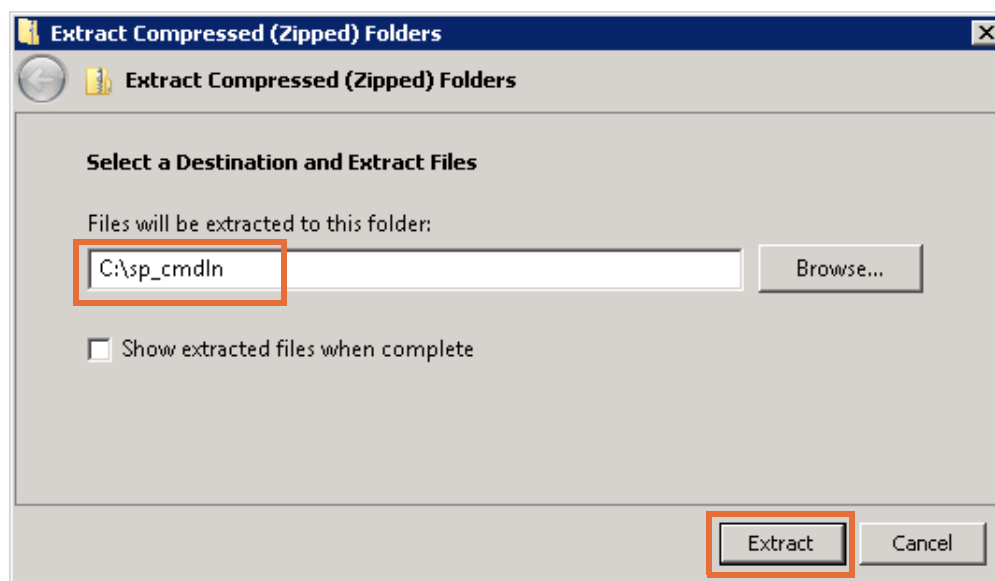 Extract Compressed (Zipped) Folders
Extract Compressed (Zipped) Folders
Select a Destination and Extract Files
Files will be extracted to this folder:
C:\sp_cmdln
Browse...
Show extracted files when complete
Extract
Cancel